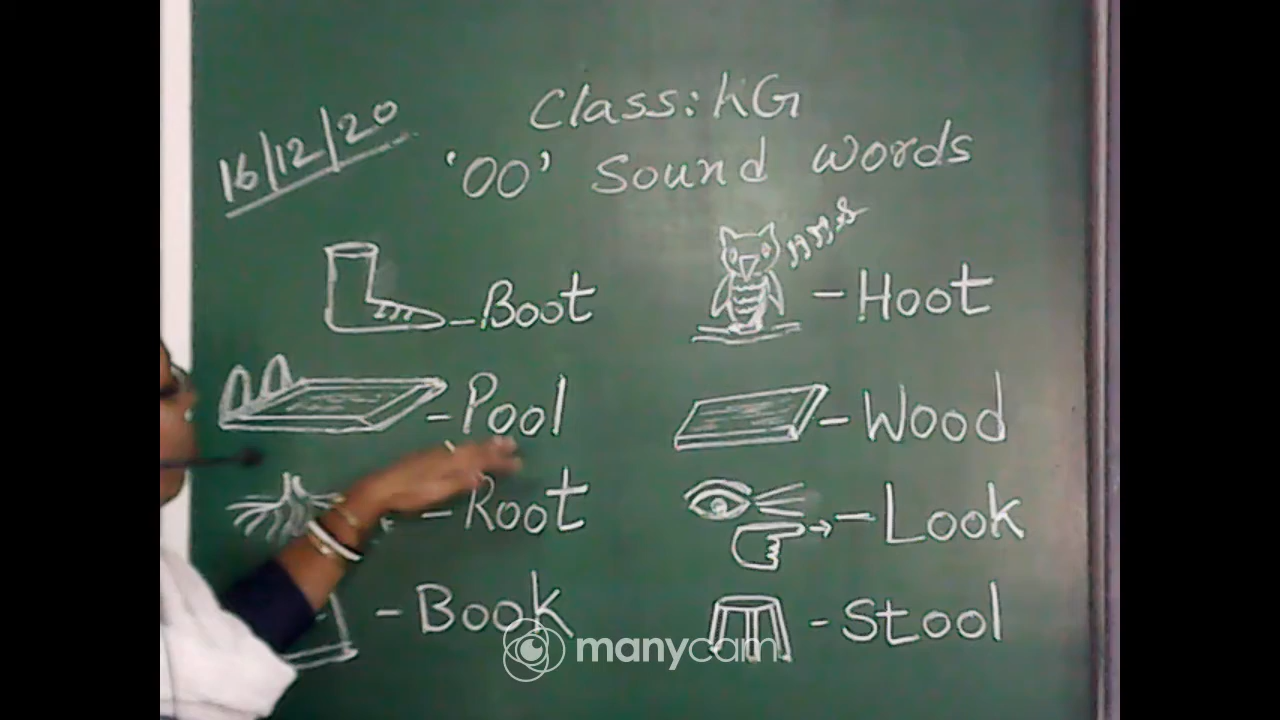 Class: KG
16/12/20
'OO' Sound words
- Boot
- Hoot
- Pool
- Wood
- Root
- Look
- Book
- Stool
manycam